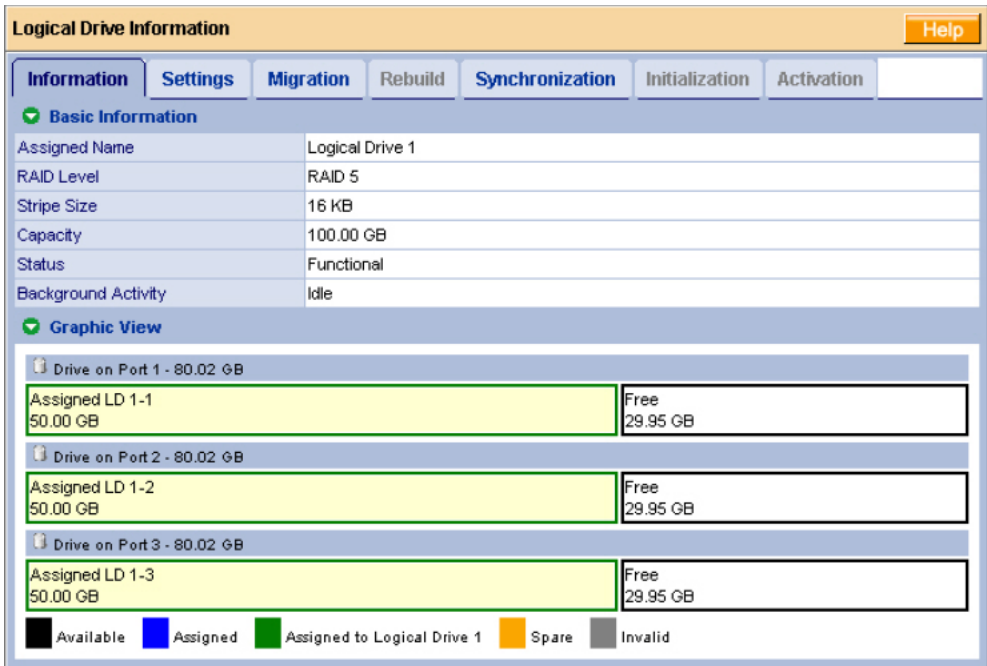 Logical Drive Information Help
Information Settings Migration Rebuild Synchronization Initialization Activation
Basic Information
Assigned Name Logical Drive 1
RAID Level RAID 5
Stripe Size 16 KB
Capacity 100.00 GB
Status Functional
Background Activity Idle
Graphic View
Drive on Port 1 - 80.02 GB
Assigned LD 1-1 Free
50.00 GB 29.95 GB
Drive on Port 2 - 80.02 GB
Assigned LD 1-2 Free
50.00 GB 29.95 GB
Drive on Port 3 - 80.02 GB
Assigned LD 1-3 Free
50.00 GB 29.95 GB
Available Assigned Assigned to Logical Drive 1 Spare Invalid